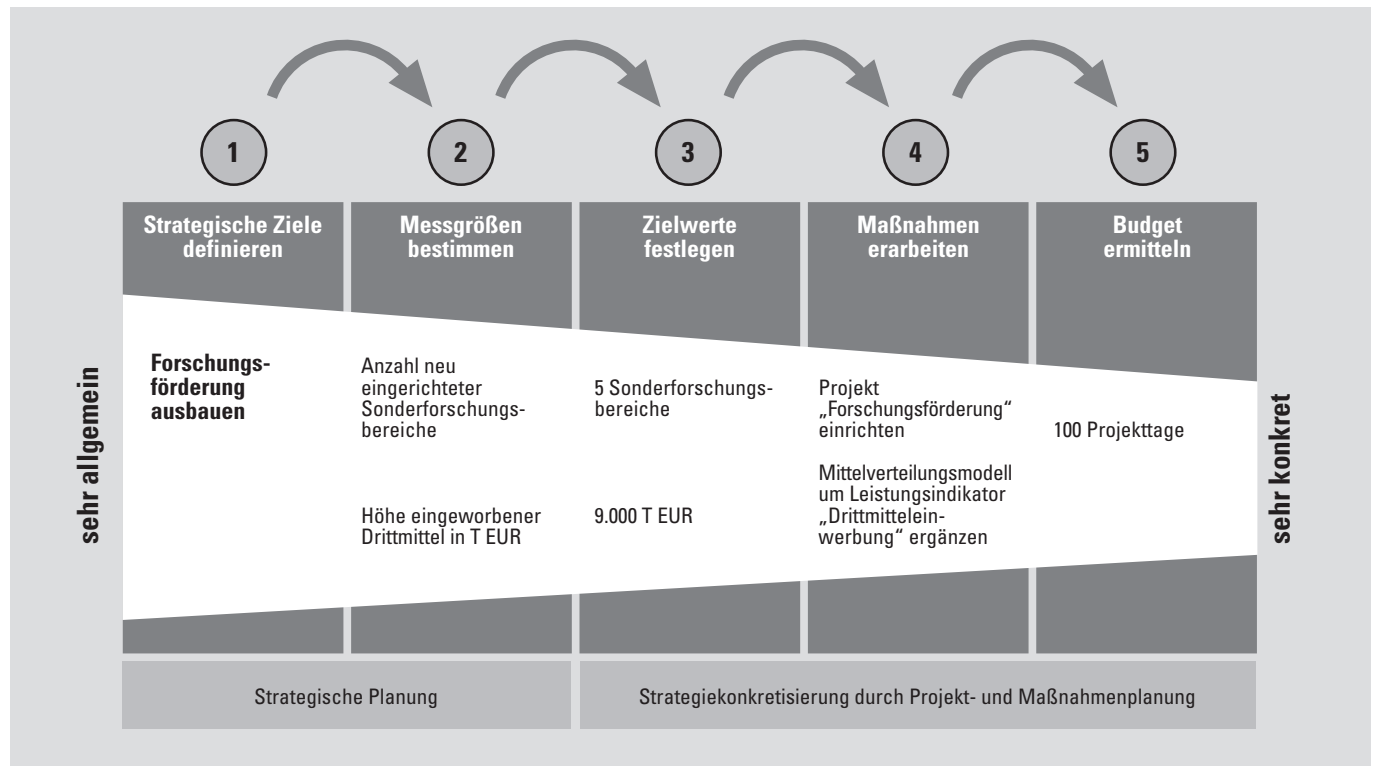 1
2
3
4
5
Strategische Ziele
definieren
Messgrößen
bestimmen
Zielwerte
festlegen
Maßnahmen
erarbeiten
Budget
ermitteln
sehr allgemein
Forschungs-
förderung
ausbauen
Anzahl neu
eingerichteter
Sonderforschungs-
bereiche
Höhe eingeworbener
Drittmittel in T EUR
5 Sonderforschungs-
bereiche
9.000 T EUR
Projekt
„Forschungsförderung“
einrichten
Mittelverteilungsmodell
um Leistungsindikator
„Drittmittelein-
werbung“ ergänzen
100 Projekttage
sehr konkret
Strategische Planung
Strategiekonkretisierung durch Projekt- und Maßnahmenplanung